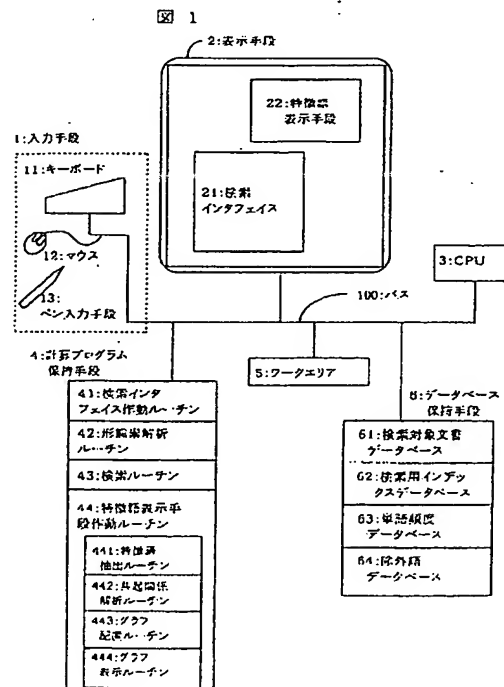 図 1
2:表示手段
22:特徴語
表示手段
1:入力手段
11:キーボード
21:検索
インタフェイス
12:マウス
3:CPU
13:
ペン入力手段
100:バス
4:計算プログラム
保持手段
5:ワークエリア
6:データベース
保持手段
41:検索インタ
フェイス作動ルーチン
61:検索対象文書
データベース
42:形態素解析
ルーチン
62:検索用インデッ
クスデータベース
43:検索ルーチン
63:単語頻度
データベース
44:特徴語表示手
段作動ルーチン
64:除外語
データベース
441:特徴語
抽出ルーチン
442:共起関係
解析ルーチン
443:グラフ
配置ルーチン
444:グラフ
表示ルーチン